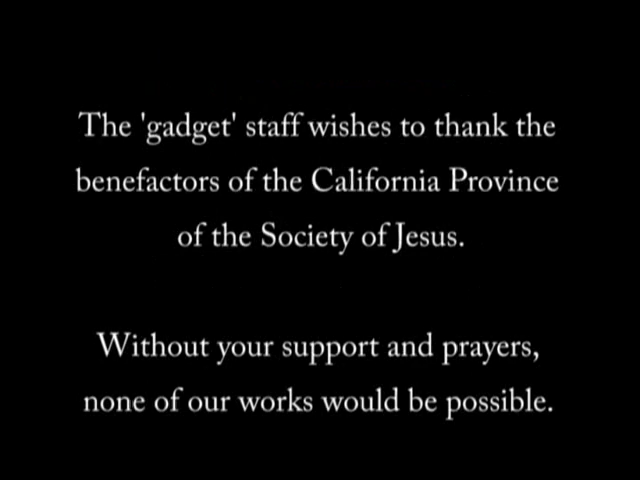 The 'gadget' staff wishes to thank the
benefactors of the California Province
of the Society of Jesus.
Without your support and prayers,
none of our works would be possible.